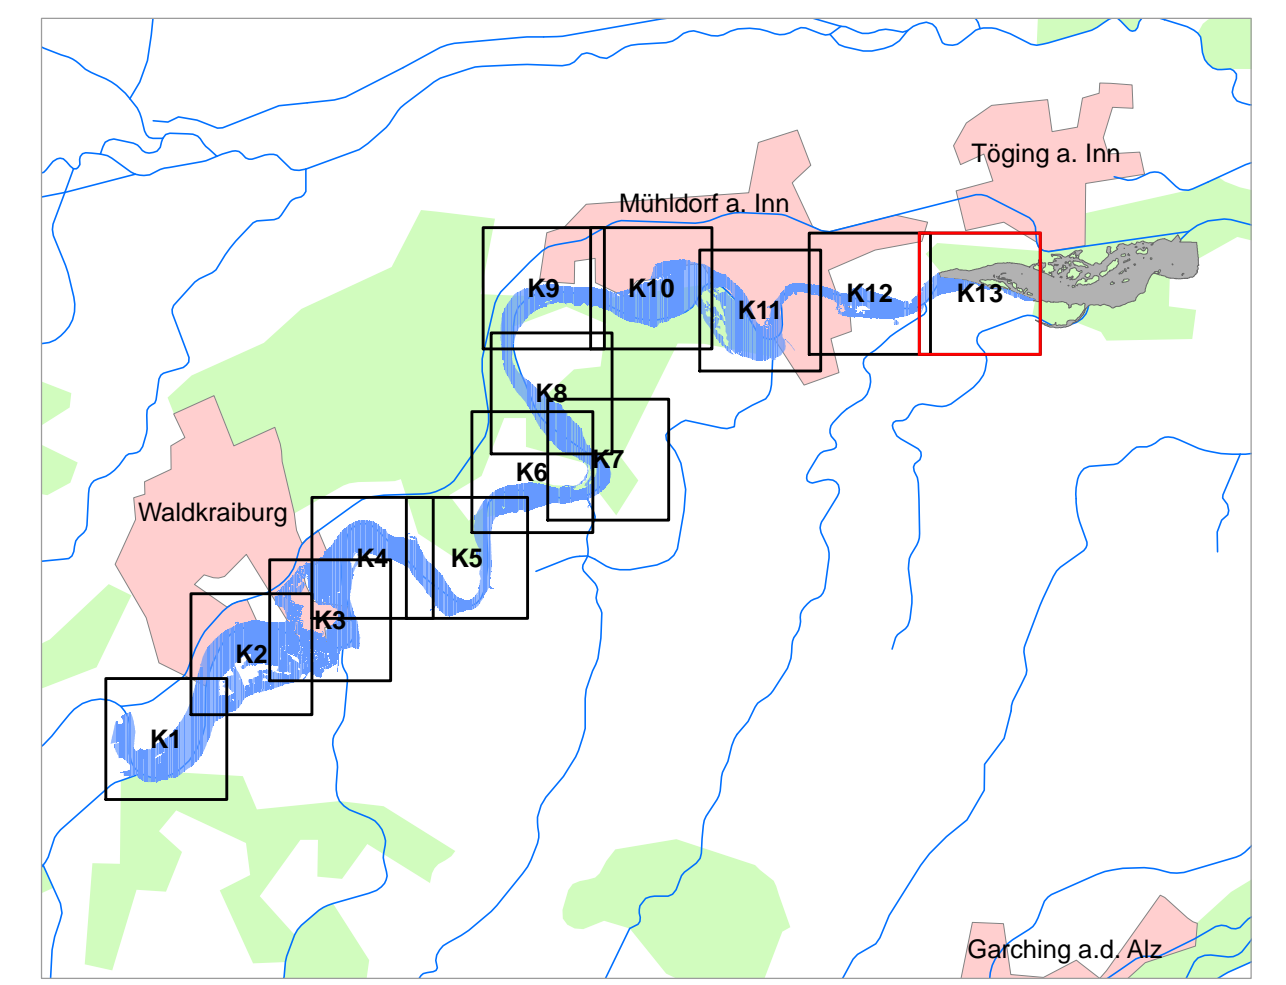 Töging a. Inn
Mühldorf a. Inn
K9
K10
K11
K12
K13
K8
K7
K6
Waldkraiburg
K4
K5
K3
K2
K1
Garching a.d. Alz